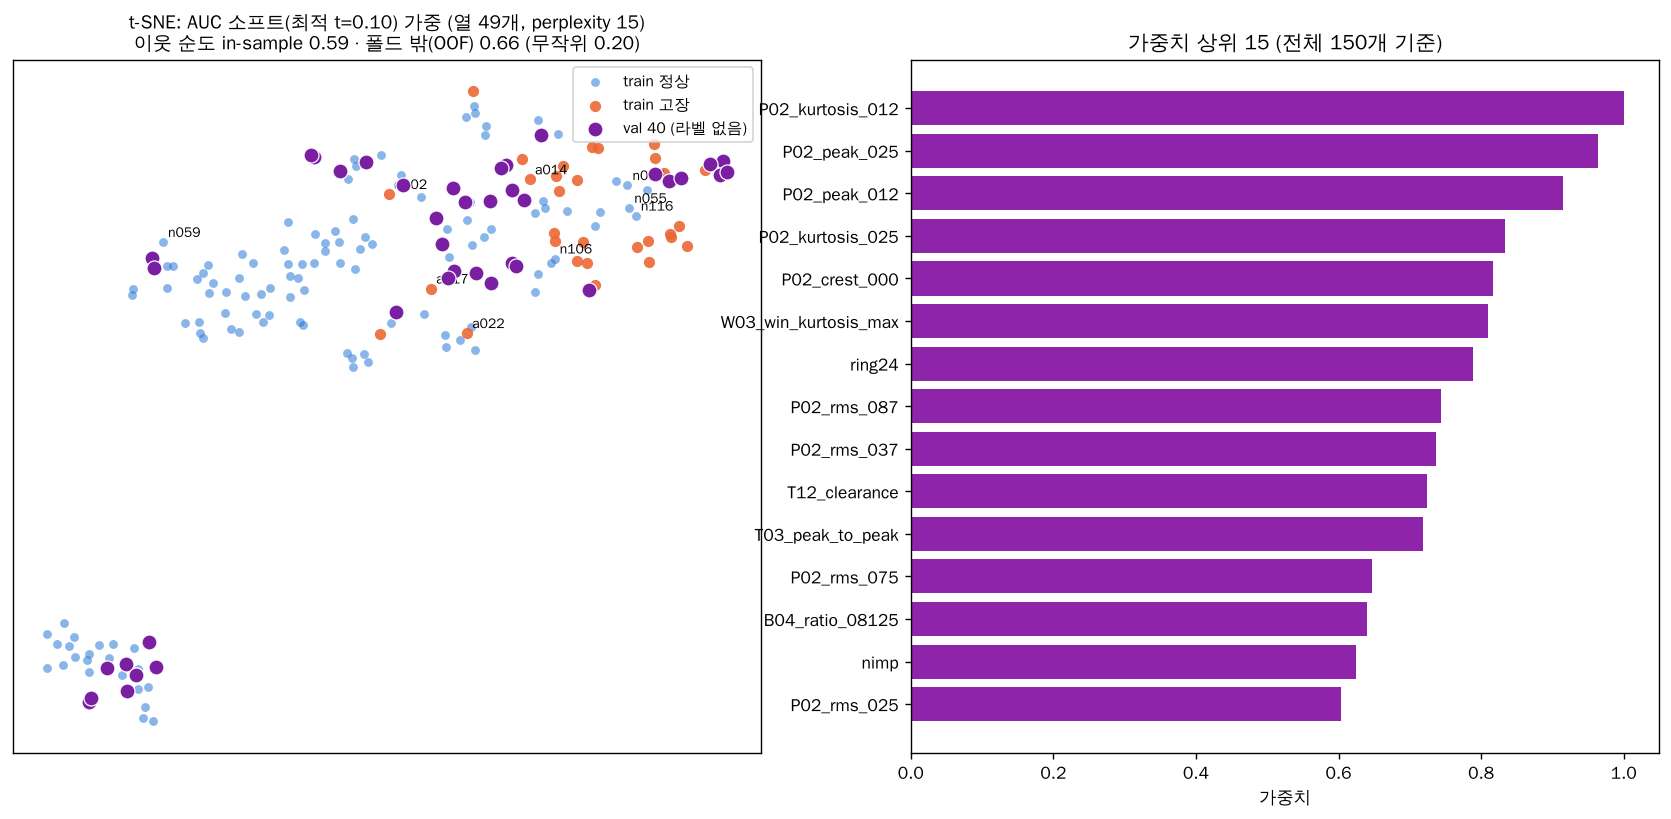 t-SNE: AUC 소프트(최적 t=0.10) 가중 (열 49개, perplexity 15)
이웃 순도 in-sample 0.59 · 폴드 밖(OOF) 0.66 (무작위 0.20)
train 정상
train 고장
val 40 (라벨 없음)
a014
n055
n116
n059
n106
a022
가중치 상위 15 (전체 150개 기준)
P02_kurtosis_012
P02_peak_025
P02_peak_012
P02_kurtosis_025
P02_crest_000
W03_win_kurtosis_max
ring24
P02_rms_087
P02_rms_037
T12_clearance
T03_peak_to_peak
P02_rms_075
B04_ratio_08125
nimp
P02_rms_025
0.0 0.2 0.4 0.6 0.8 1.0
가중치